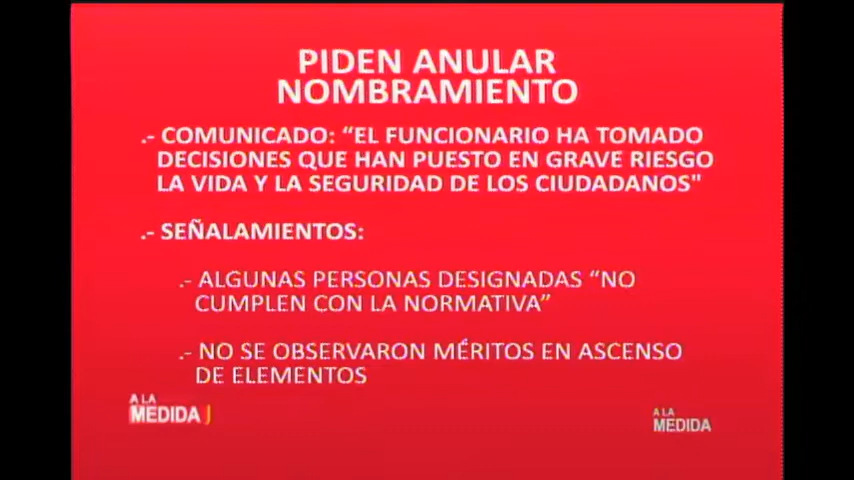 PIDEN ANULAR
NOMBRAMIENTO
.- COMUNICADO: “EL FUNCIONARIO HA TOMADO
DECISIONES QUE HAN PUESTO EN GRAVE RIESGO
LA VIDA Y LA SEGURIDAD DE LOS CIUDADANOS"
.- SEÑALAMIENTOS:
.- ALGUNAS PERSONAS DESIGNADAS “NO
CUMPLEN CON LA NORMATIVA”
.- NO SE OBSERVARON MÉRITOS EN ASCENSO
DE ELEMENTOS
A LA
MEDIDA
A LA
MEDIDA